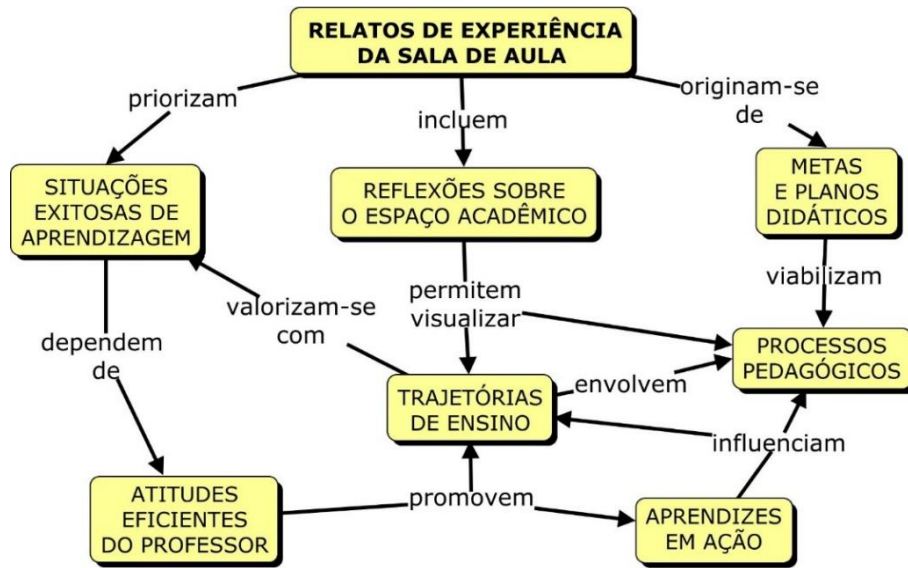 RELATOS DE EXPERIÊNCIA
DA SALA DE AULA
priorizam
incluem
originam-se
de
SITUAÇÕES
EXITOSAS DE
APRENDIZAGEM
REFLEXÕES SOBRE
O ESPAÇO ACADÊMICO
METAS
E PLANOS
DIDÁTICOS
valorizam-se
com
permitem
visualizar
viabilizam
dependem
de
TRAJETÓRIAS
DE ENSINO
envolvem
PROCESSOS
PEDAGÓGICOS
influenciam
ATITUDES
EFICIENTES
DO PROFESSOR
promovem
APRENDIZES
EM AÇÃO